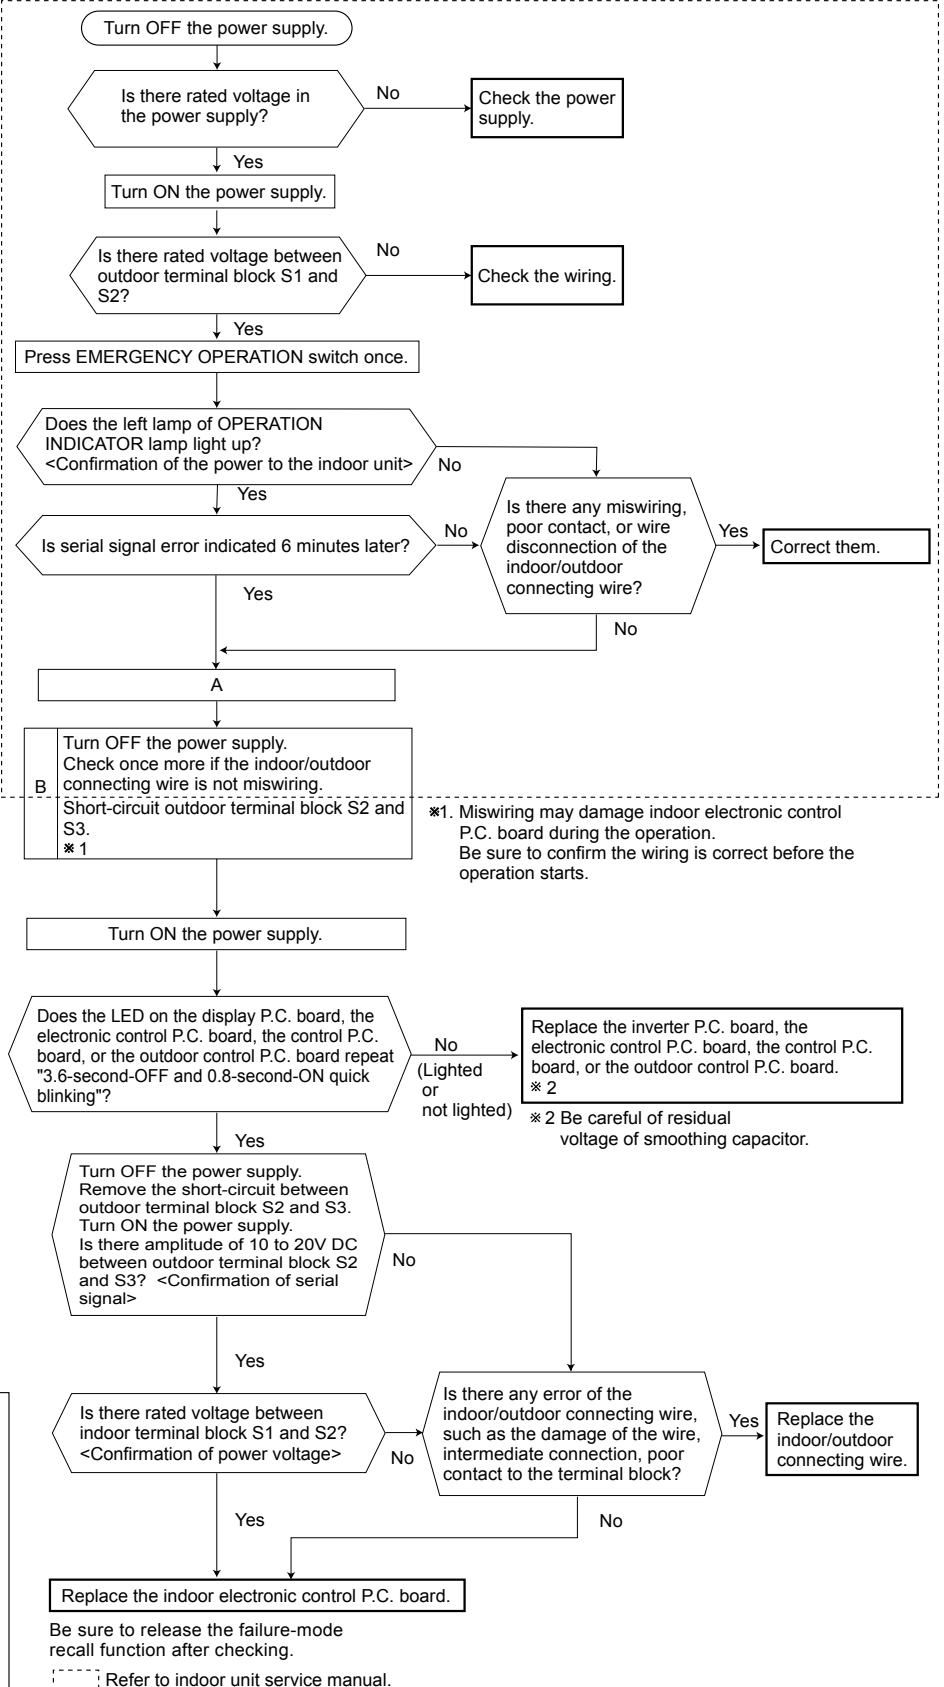 Turn OFF the power supply.
Is there rated voltage in
the power supply?
No
Check the power
supply.
Yes
Turn ON the power supply.
Is there rated voltage between
outdoor terminal block S1 and
S2?
No
Check the wiring.
Yes
Press EMERGENCY OPERATION switch once.
Does the left lamp of OPERATION
INDICATOR lamp light up?
<Confirmation of the power to the indoor unit>
No
Yes
Is serial signal error indicated 6 minutes later?
No
Is there any miswiring,
poor contact, or wire
disconnection of the
indoor/outdoor
connecting wire?
Yes
Correct them.
Yes
No
A
B
Turn OFF the power supply.
Check once more if the indoor/outdoor
connecting wire is not miswiring.
Short-circuit outdoor terminal block S2 and
S3.
※ 1
※1. Miswiring may damage indoor electronic control
P.C. board during the operation.
Be sure to confirm the wiring is correct before the
operation starts.
Turn ON the power supply.
Does the LED on the display P.C. board, the
electronic control P.C. board, the control P.C.
board, or the outdoor control P.C. board repeat
"3.6-second-OFF and 0.8-second-ON quick
blinking"?
No
(Lighted
or
not lighted)
Replace the inverter P.C. board, the
electronic control P.C. board, the control P.C.
board, or the outdoor control P.C. board.
※ 2
※ 2 Be careful of residual
voltage of smoothing capacitor.
Yes
Turn OFF the power supply.
Remove the short-circuit between
outdoor terminal block S2 and S3.
Turn ON the power supply.
Is there amplitude of 10 to 20V DC
between outdoor terminal block S2
and S3? <Confirmation of serial
signal>
No
Yes
Is there rated voltage between
indoor terminal block S1 and S2?
<Confirmation of power voltage>
No
Is there any error of the
indoor/outdoor connecting wire,
such as the damage of the wire,
intermediate connection, poor
contact to the terminal block?
Yes
Replace the
indoor/outdoor
connecting wire.
Yes
No
Replace the indoor electronic control P.C. board.
Be sure to release the failure-mode
recall function after checking.
Refer to indoor unit service manual.